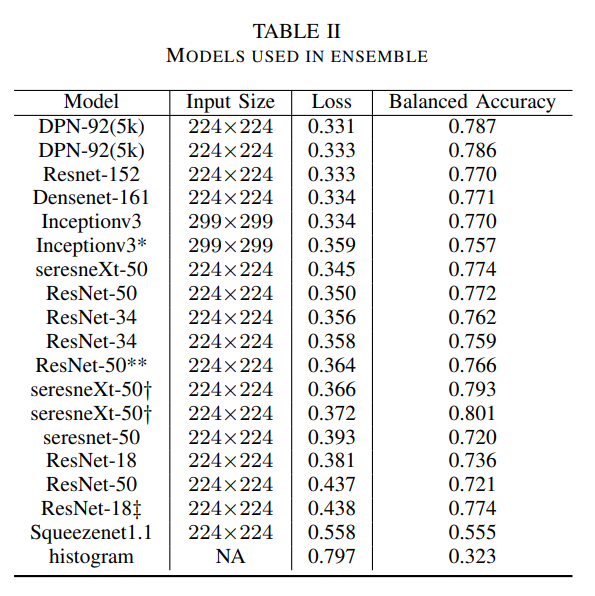 TABLE II
MODELS USED IN ENSEMBLE
Model Input Size Loss Balanced Accuracy
DPN-92(5k) 224×224 0.331 0.787
DPN-92(5k) 224×224 0.333 0.786
Resnet-152 224×224 0.333 0.770
Densenet-161 224×224 0.334 0.771
Inceptionv3 299×299 0.334 0.770
Inceptionv3* 299×299 0.359 0.757
seresneXt-50 224×224 0.345 0.774
ResNet-50 224×224 0.350 0.772
ResNet-34 224×224 0.356 0.762
ResNet-34 224×224 0.358 0.759
ResNet-50** 224×224 0.364 0.766
seresneXt-50† 224×224 0.366 0.793
seresneXt-50† 224×224 0.372 0.801
seresnet-50 224×224 0.393 0.720
ResNet-18 224×224 0.381 0.736
ResNet-50 224×224 0.437 0.721
ResNet-18‡ 224×224 0.438 0.774
Squeezenet1.1 224×224 0.558 0.555
histogram NA 0.797 0.323